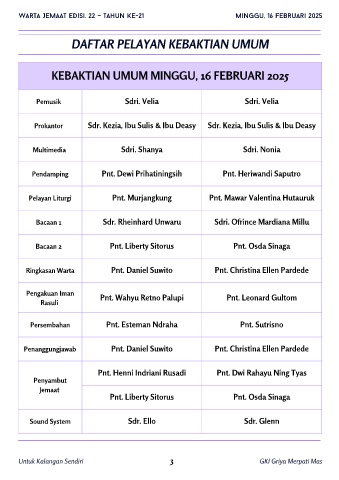 WARTA JEMAAT EDISI. 22 – TAHUN KE-21 MINGGU, 16 FEBRUARI 2025
DAFTAR PELAYAN KEBAKTIAN UMUM
KEBAKTIAN UMUM MINGGU, 16 FEBRUARI 2025
Pemusik Sdri. Velia Sdri. Velia
Prokantor Sdr. Kezia, Ibu Sulis & Ibu Deasy Sdr. Kezia, Ibu Sulis & Ibu Deasy
Multimedia Sdri. Shanya Sdri. Nonia
Pendamping Pnt. Dewi Prihatiningsih Pnt. Heriwandi Saputro
Pelayan Liturgi Pnt. Murjangkung Pnt. Mawar Valentina Hutauruk
Bacaan 1 Sdr. Rheinhard Unwaru Sdri. Ofrince Mardiana Millu
Bacaan 2 Pnt. Liberty Sitorus Pnt. Osda Sinaga
Ringkasan Warta Pnt. Daniel Suwito Pnt. Christina Ellen Pardede
Pengakuan Iman
Rasuli Pnt. Wahyu Retno Palupi Pnt. Leonard Gultom
Persembahan Pnt. Esteman Ndraha Pnt. Sutrisno
Penanggungjawab Pnt. Daniel Suwito Pnt. Christina Ellen Pardede
Penyambut
Jemaat Pnt. Henni Indriani Rusadi Pnt. Dwi Rahayu Ning Tyas
Pnt. Liberty Sitorus Pnt. Osda Sinaga
Sound System Sdr. Ello Sdr. Glenn
Untuk Kalangan Sendiri 3 GKJ Griya Merpati Mas